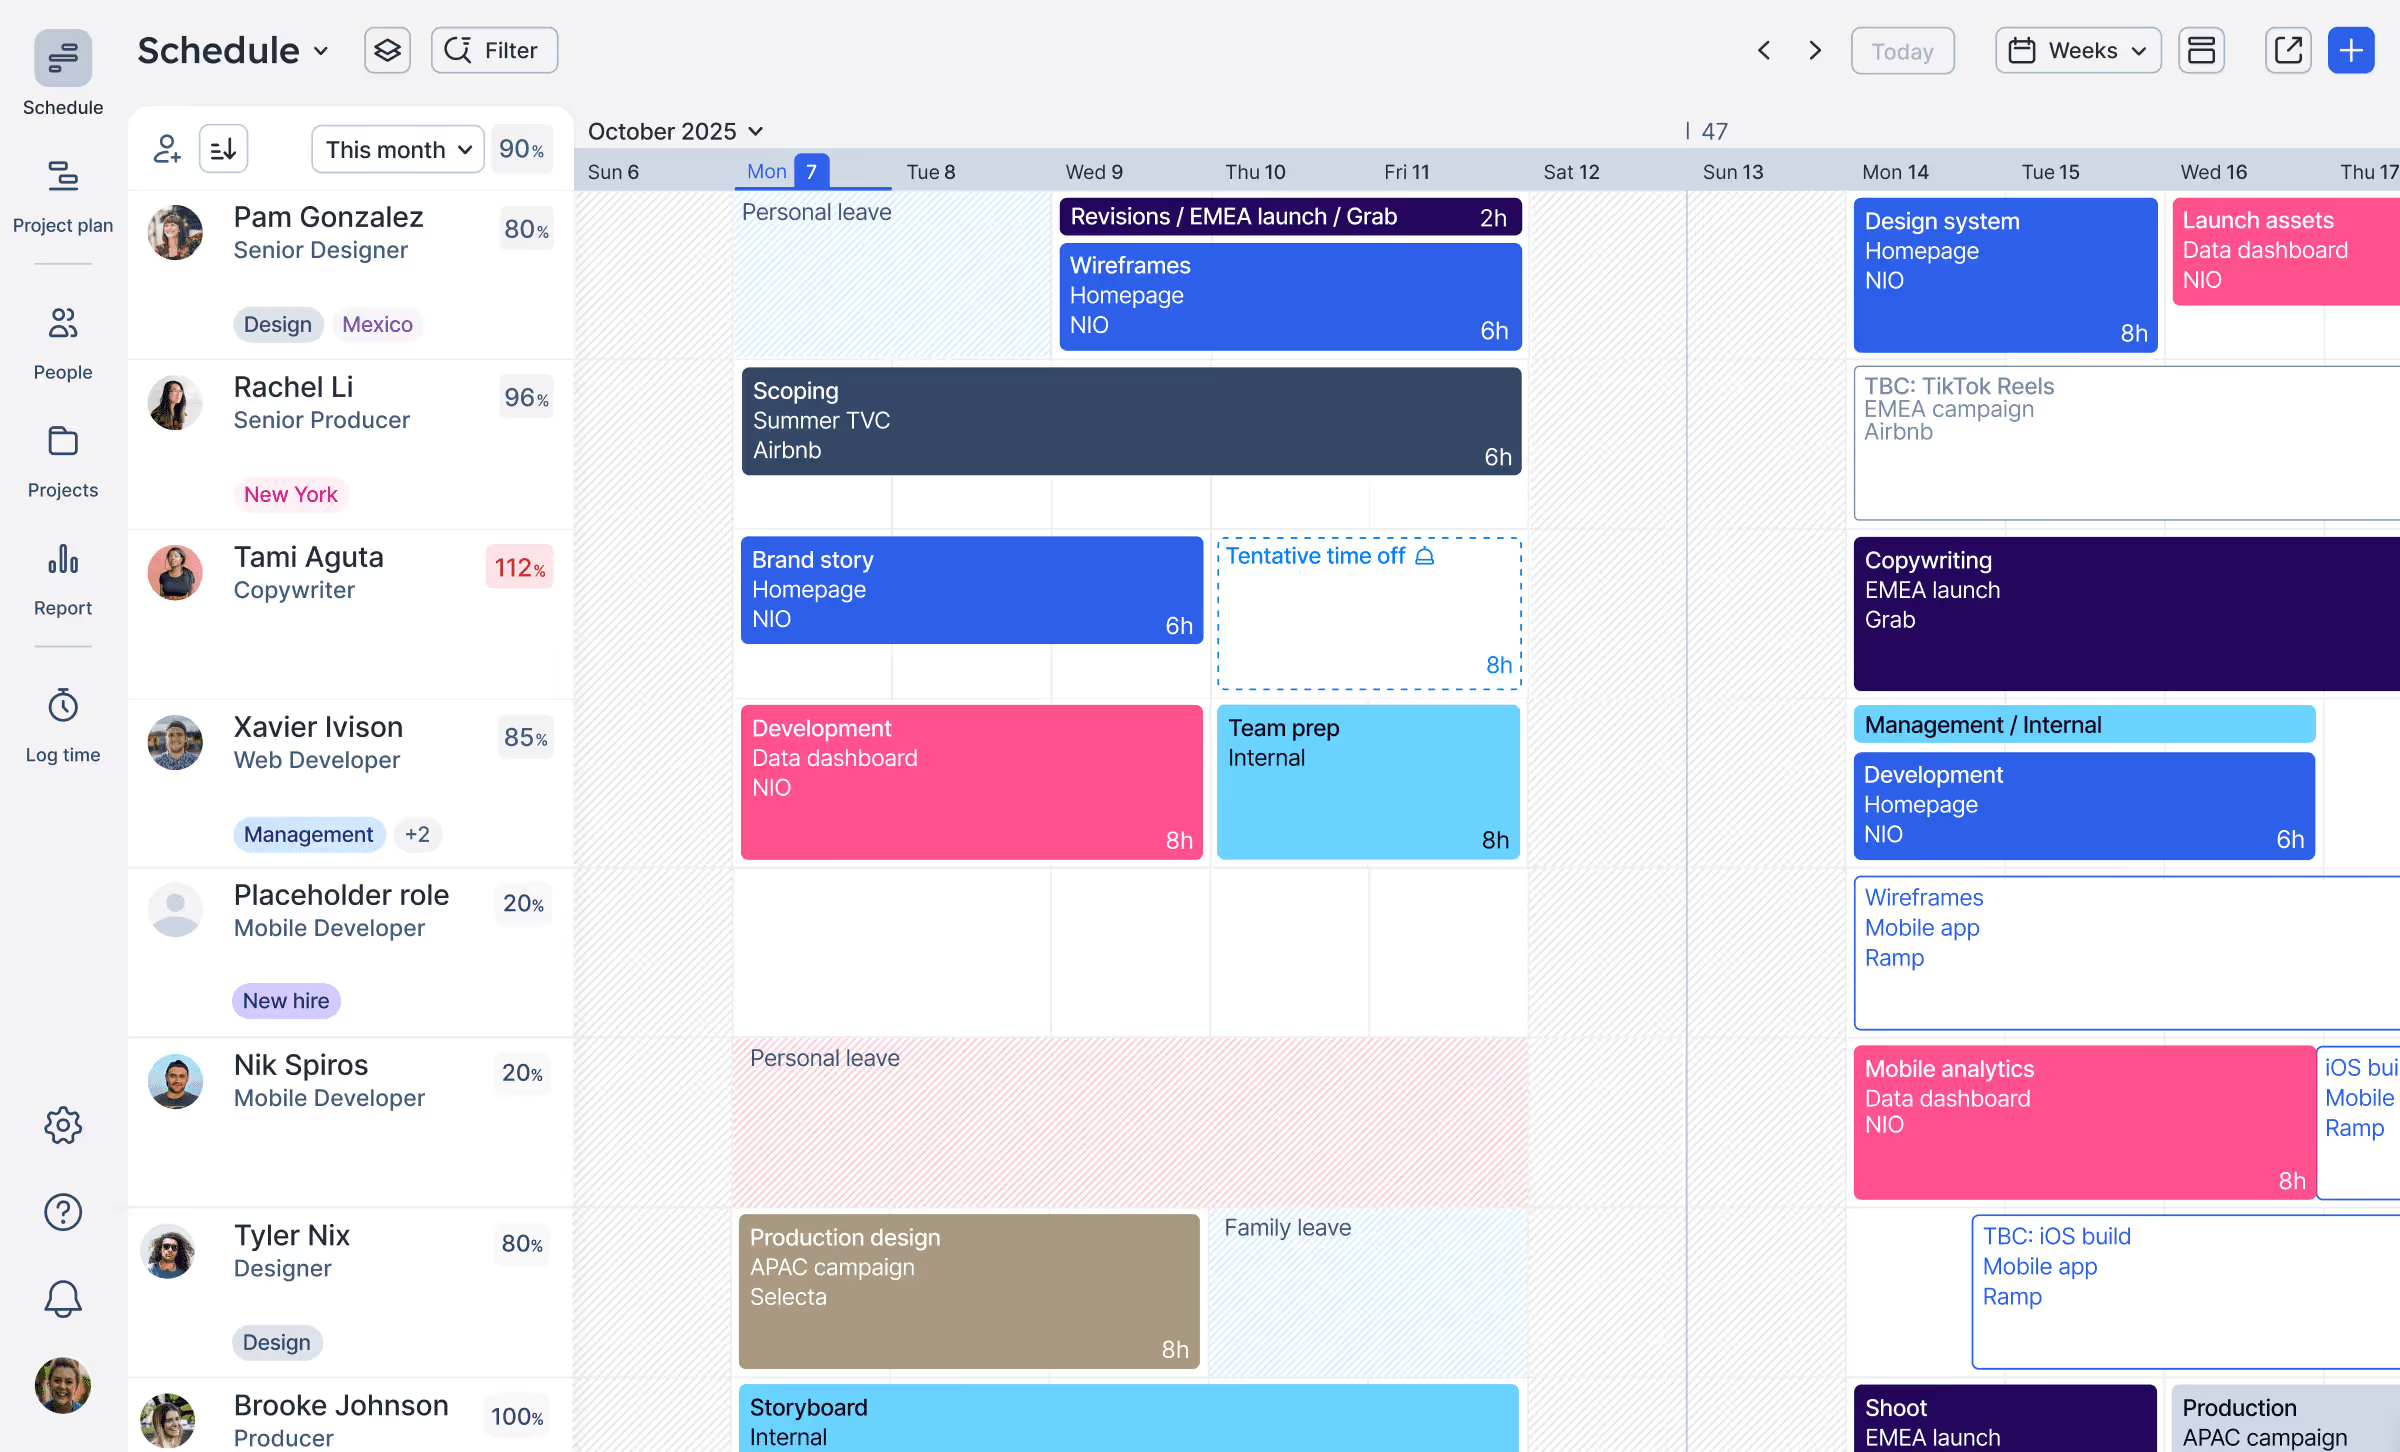 Schedule
Project plan
People
Projects
Report
Log time
Schedule
Filter
Today
Weeks
This month
90%
October 2025
47
Sun 6
Mon 7
Tue 8
Wed 9
Thu 10
Fri 11
Sat 12
Sun 13
Mon 14
Tue 15
Wed 16
Thu 17
Pam Gonzalez
80%
Senior Designer
Design
Mexico
Personal leave
Revisions / EMEA launch / Grab
2h
Wireframes
Homepage
NIO
6h
Design system
Homepage
NIO
8h
Launch assets
Data dashboard
NIO
Rachel Li
96%
Senior Producer
New York
Scoping
Summer TVC
Airbnb
6h
TBC: TikTok Reels
EMEA campaign
Airbnb
Tami Aguta
112%
Copywriter
Brand story
Homepage
NIO
6h
Tentative time off
8h
Copywriting
EMEA launch
Grab
Xavier Ivison
85%
Web Developer
Management
+2
Development
Data dashboard
NIO
8h
Team prep
Internal
8h
Management / Internal
Development
Homepage
NIO
6h
Placeholder role
20%
Mobile Developer
New hire
Wireframes
Mobile app
Ramp
Nik Spiros
20%
Mobile Developer
Personal leave
Mobile analytics
Data dashboard
NIO
8h
iOS bui
Mobile
Ramp
Tyler Nix
80%
Designer
Design
Production design
APAC campaign
Selecta
8h
Family leave
TBC: iOS build
Mobile app
Ramp
Brooke Johnson
100%
Producer
Storyboard
Internal
Shoot
EMEA launch
Production
APAC campaign